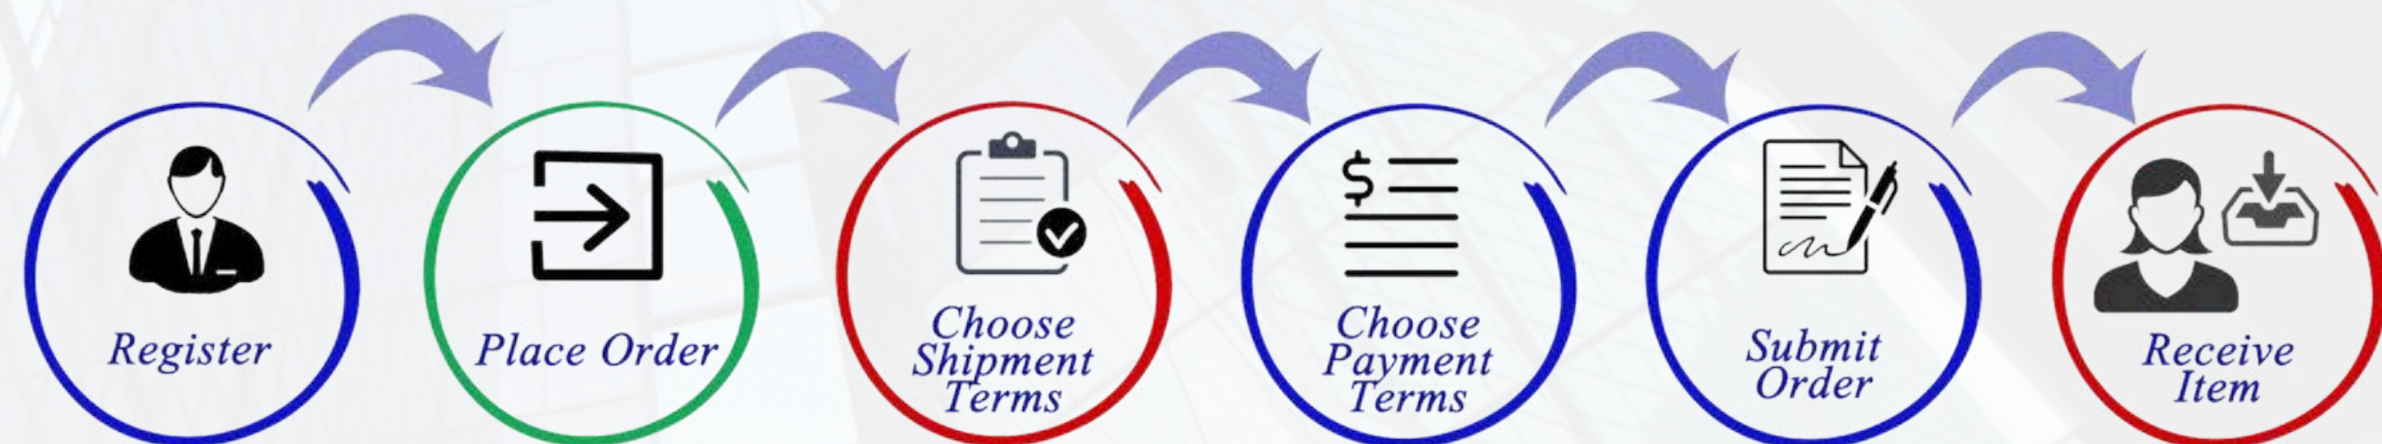 Register
Place Order
Choose
Shipment
Terms
Choose
Payment
Terms
Submit
Order
Receive
Item